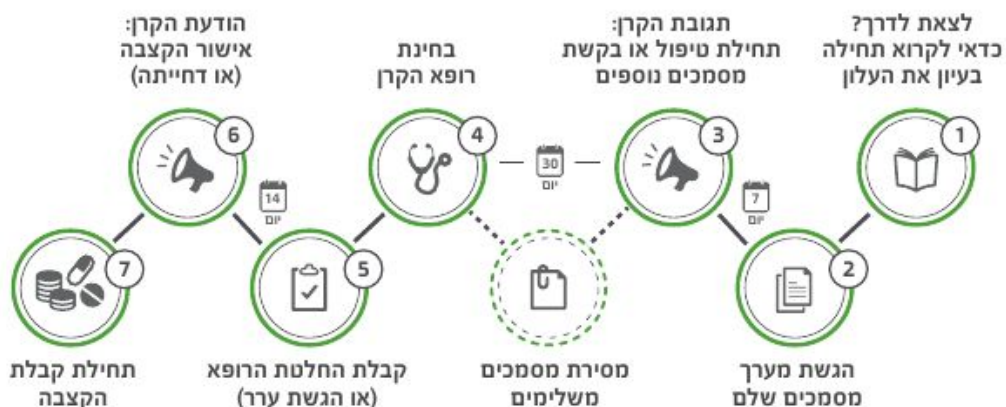 לצאת לדרך?
כדאי לקרוא תחילה
בעיון את העלון
1
2
הגשת מערך
מסמכים שלם
7
יום
תגובת הקרן:
תחילת טיפול או בקשת
מסמכים נוספים
3
מסירת מסמכים
משלימים
30
יום
בחינת
רופא הקרן
4
5
קבלת החלטת הרופא
(או הגשת ערר)
14
יום
הודעת הקרן:
אישור הקצבה
(או דחייתה)
6
7
תחילת קבלת
הקצבה